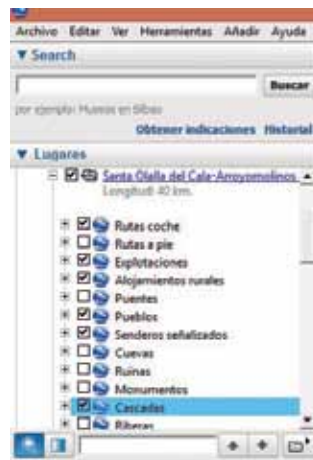 Archivo Editar Ver Herramientas Añadir Ayuda
Search
Buscar
por ejemplo: Museos en Bilbao
Obtener indicaciones Historial
Lugares
Santa Olalla del Cala-Arroyomolinos
Longitud 40 km.
Rutas coche
Rutas a pie
Explotaciones
Alojamientos rurales
Puentes
Pueblos
Senderos señalizados
Cuevas
Ruinas
Monumentos
Cascadas
Riberas